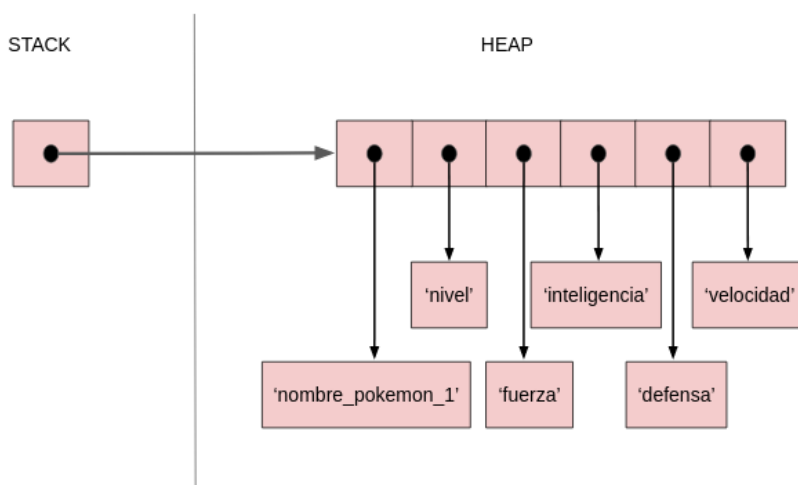 STACK
HEAP
‘nivel’
‘inteligencia’
‘velocidad’
‘nombre_pokemon_1’
‘fuerza’
‘defensa’